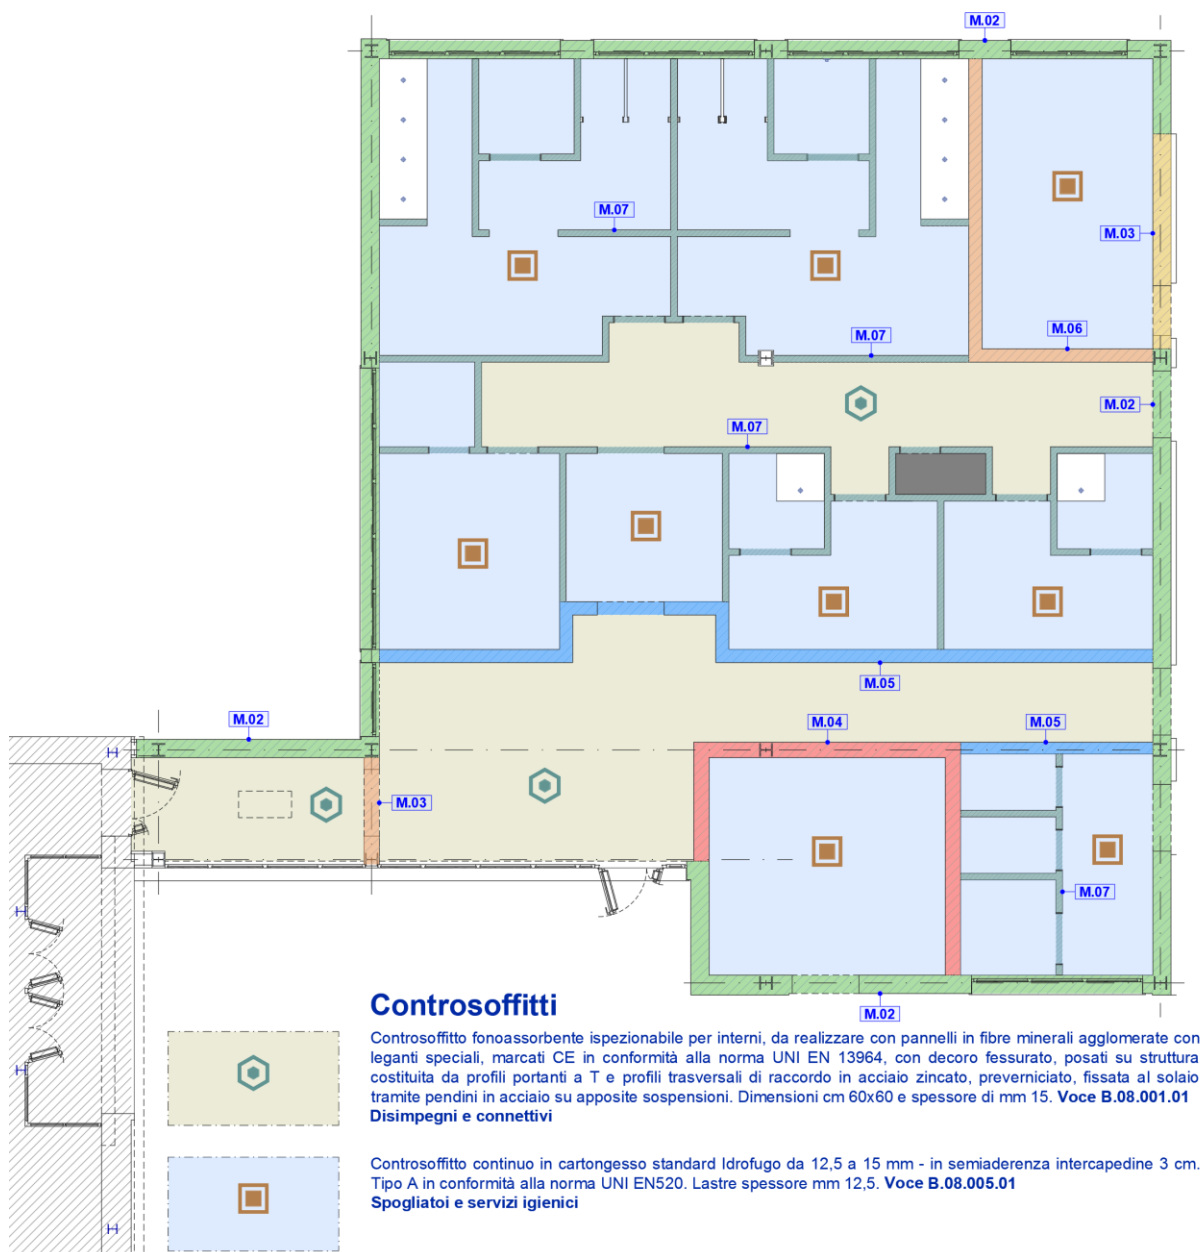 M.02
M.07
M.03
M.06
M.07
M.02
M.07
M.05
M.02
M.04
M.05
M.03
M.07
M.02
Controsoffitti
Controsoffitto fonoassorbente ispezionabile per interni, da realizzare con pannelli in fibre minerali agglomerate con
leganti speciali, marcati CE in conformità alla norma UNI EN 13964, con decoro fessurato, posati su struttura
costituita da profili portanti a T e profili trasversali di raccordo in acciaio zincato, preverniciato, fissata al solaio
tramite pendini in acciaio su apposite sospensioni. Dimensioni cm 60x60 e spessore di mm 15. Voce B.08.001.01
Disimpegni e connettivi
Controsoffitto continuo in cartongesso standard Idrofugo da 12,5 a 15 mm - in semiaderenza intercapedine 3 cm.
Tipo A in conformità alla norma UNI EN520. Lastre spessore mm 12,5. Voce B.08.005.01
Spogliatoi e servizi igienici